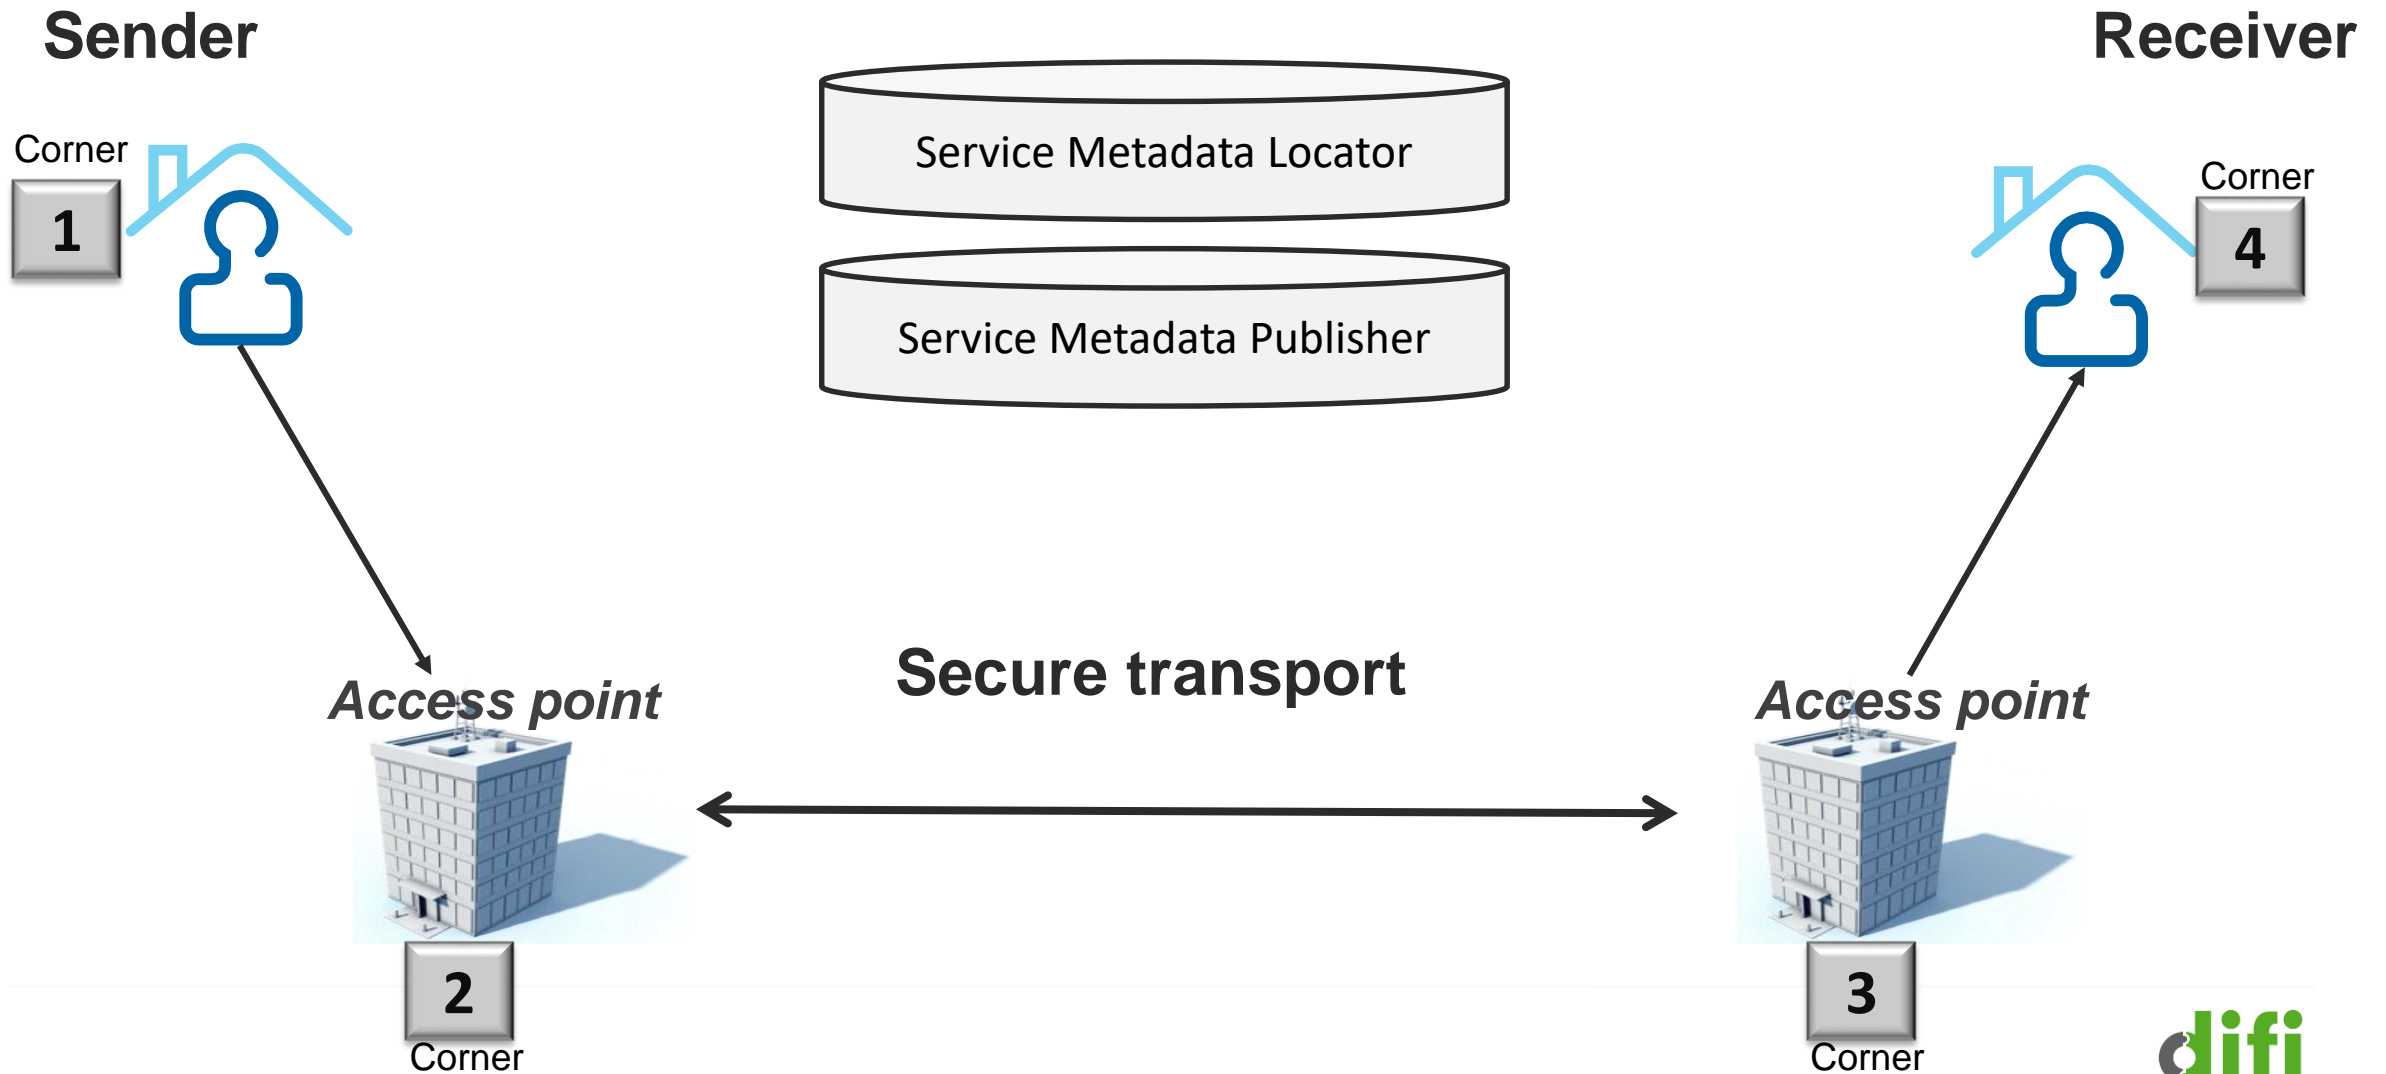 Sender
Receiver
Corner
1
Service Metadata Locator
Corner
4
Service Metadata Publisher
Secure transport
Access point
Access point
2
Corner
3
Corner
difi